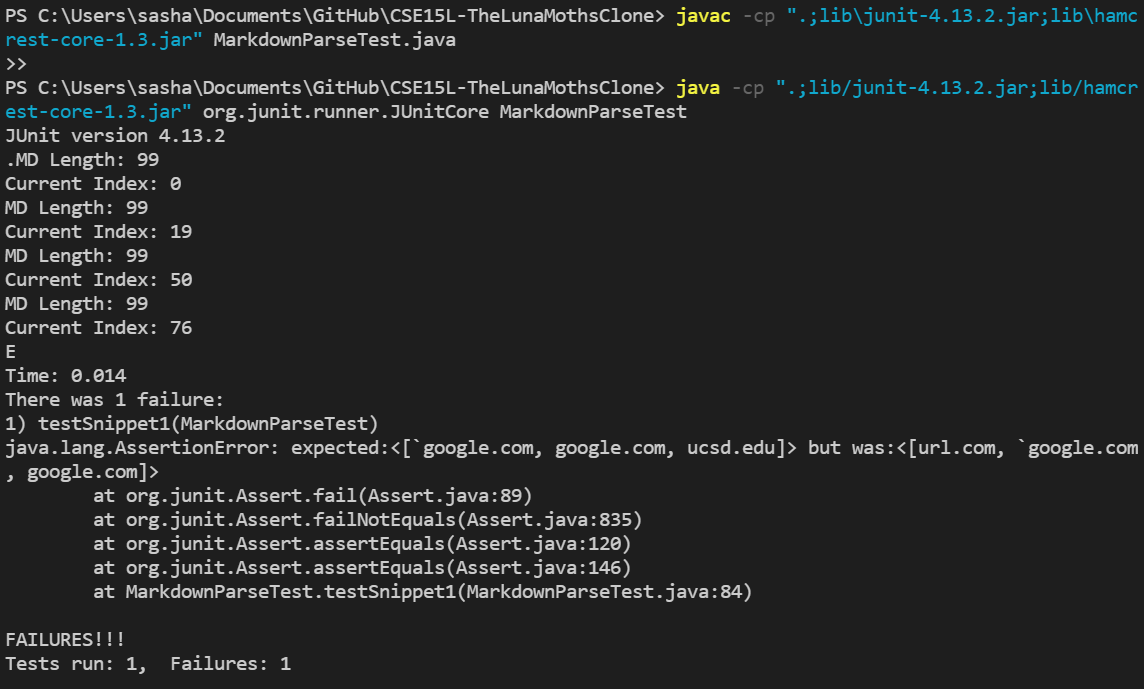 PS C:\Users\sasha\Documents\GitHub\CSE15L-TheLunaMothsClone> javac -cp ".;lib\junit-4.13.2.jar;lib\hamc
rest-core-1.3.jar" MarkdownParseTest.java
>>
PS C:\Users\sasha\Documents\GitHub\CSE15L-TheLunaMothsClone> java -cp ".;lib/junit-4.13.2.jar;lib/hamcr
est-core-1.3.jar" org.junit.runner.JUnitCore MarkdownParseTest
JUnit version 4.13.2
.MD Length: 99
Current Index: 0
MD Length: 99
Current Index: 19
MD Length: 99
Current Index: 50
MD Length: 99
Current Index: 76
E
Time: 0.014
There was 1 failure:
1) testSnippet1(MarkdownParseTest)
java.lang.AssertionError: expected:<[`google.com, google.com, ucsd.edu]> but was:<[url.com, `google.com
, google.com]>
        at org.junit.Assert.fail(Assert.java:89)
        at org.junit.Assert.failNotEquals(Assert.java:835)
        at org.junit.Assert.assertEquals(Assert.java:120)
        at org.junit.Assert.assertEquals(Assert.java:146)
        at MarkdownParseTest.testSnippet1(MarkdownParseTest.java:84)

FAILURES!!!
Tests run: 1,  Failures: 1